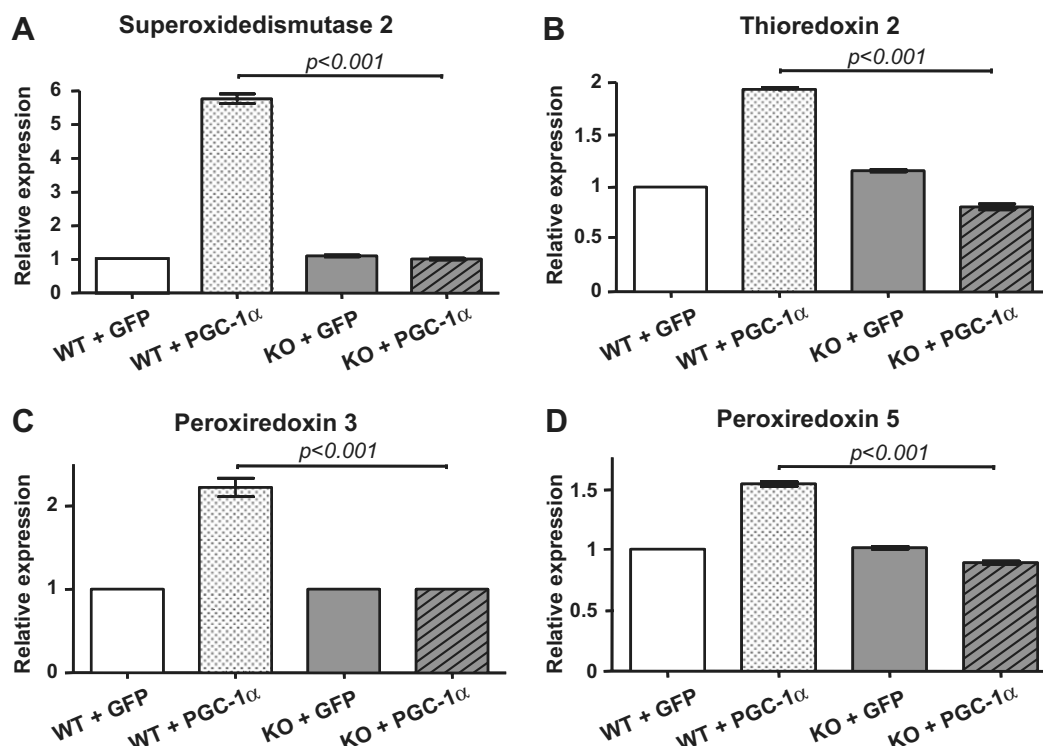 A
Superoxidedismutase 2
p<0.001
Relative expression
6
5
4
3
2
1
0
WT + GFP
WT + PGC-1α
KO + GFP
KO + PGC-1α
B
Thioredoxin 2
p<0.001
Relative expression
2
1.5
1
0.5
0
WT + GFP
WT + PGC-1α
KO + GFP
KO + PGC-1α
C
Peroxiredoxin 3
p<0.001
Relative expression
2
1
0
WT + GFP
WT + PGC-1α
KO + GFP
KO + PGC-1α
D
Peroxiredoxin 5
p<0.001
Relative expression
1.5
1
0.5
0
WT + GFP
WT + PGC-1α
KO + GFP
KO + PGC-1α